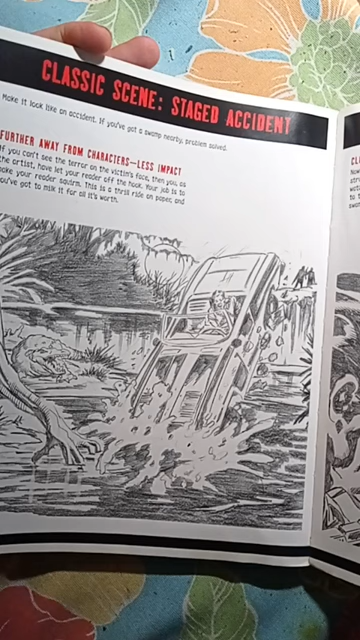 CLASSIC SCENE: STAGED ACCIDENT
Make it look like an accident. If you've got a swamp nearby, problem solved.
FURTHER AWAY FROM CHARACTERS—LESS IMPACT
If you can't see the terror on the victim's face, then you, as
the artist, have let your reader off the hook. Your job is to
make your reader squirm. This is a thrill ride on paper, and
you've got to milk it for all it's worth.